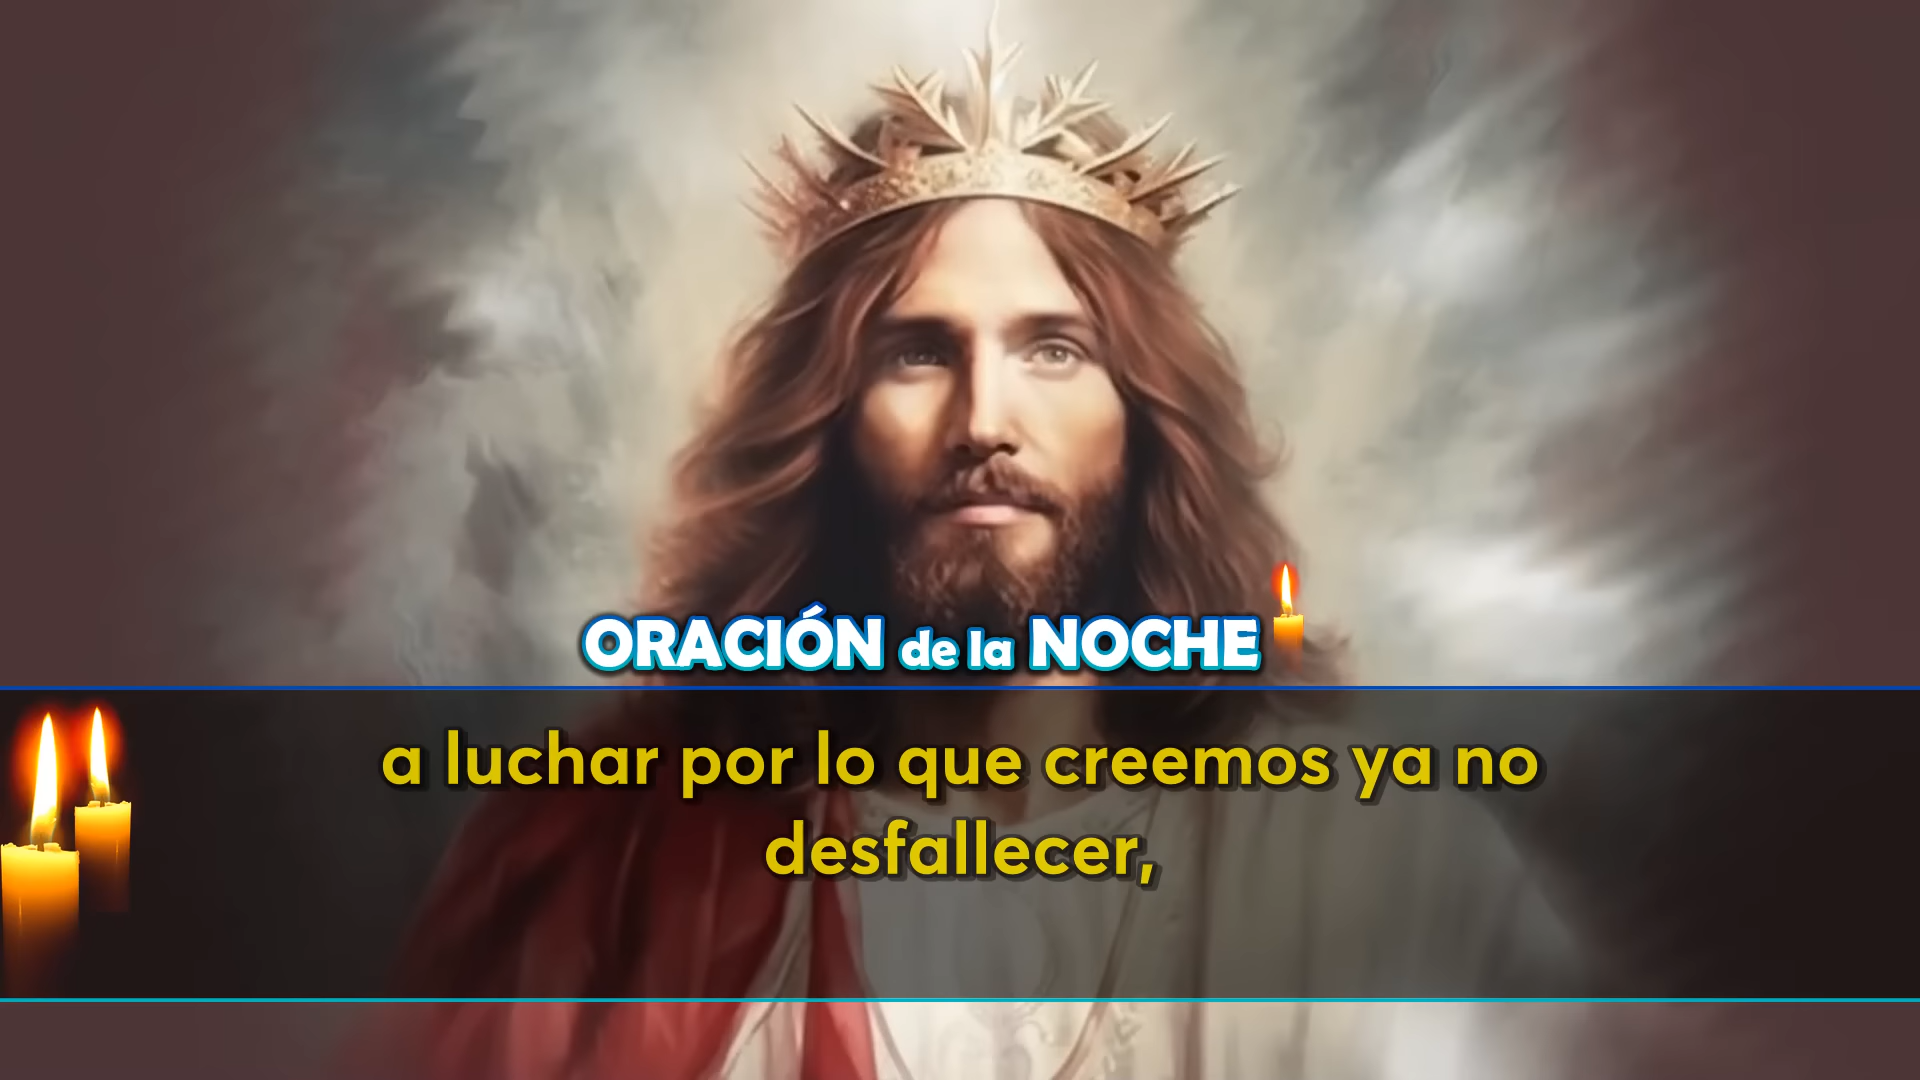 ORACIÓN de la NOCHE
a luchar por lo que creemos ya no
desfallecer,